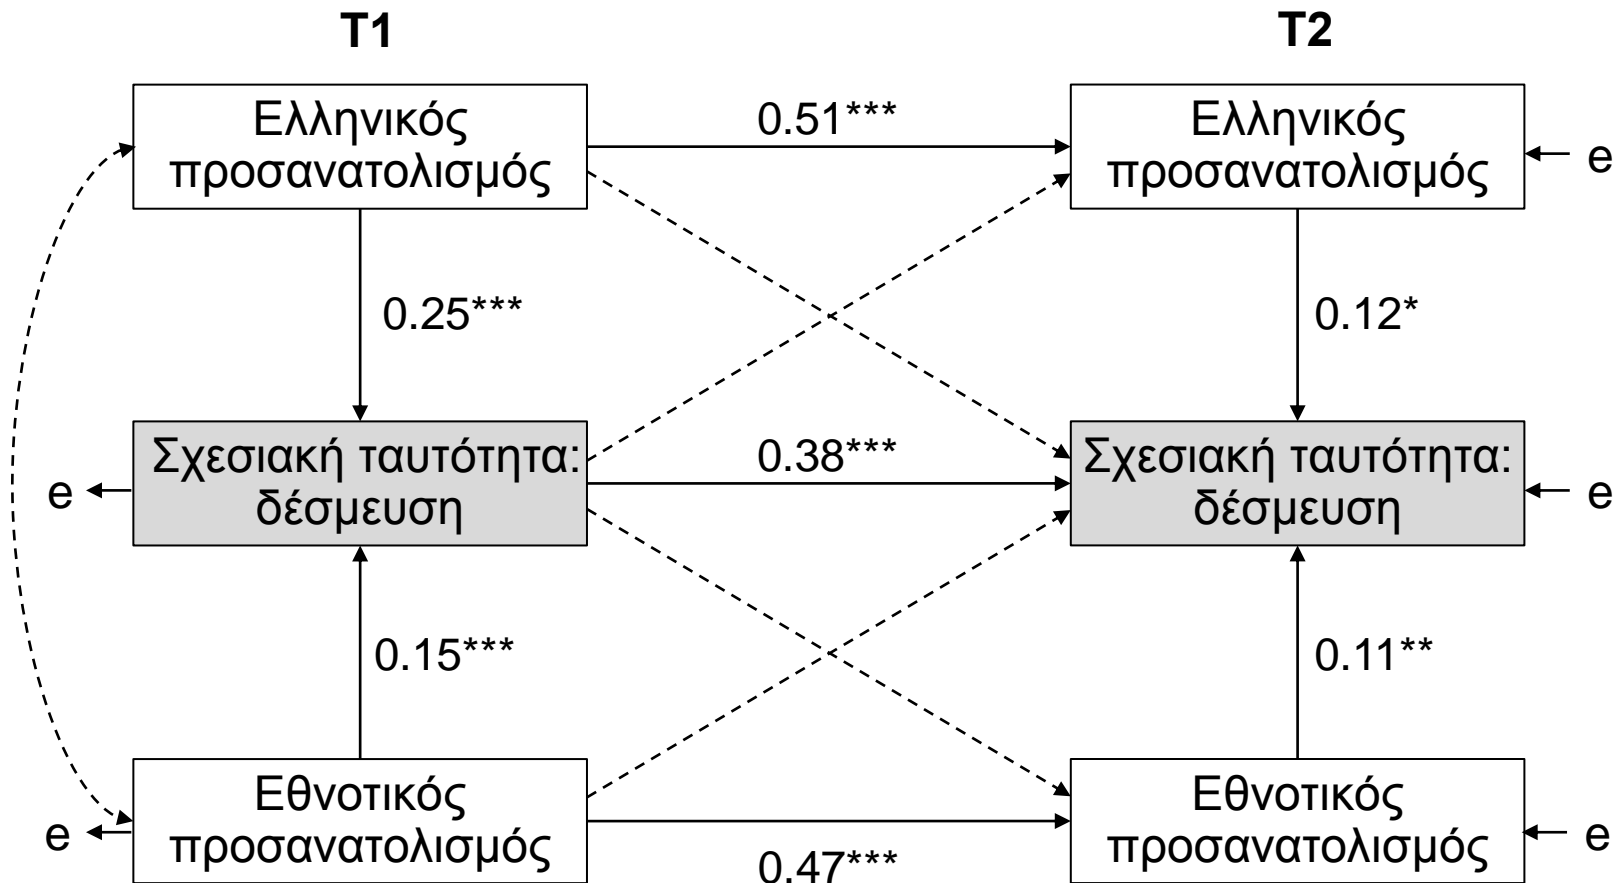 T1
T2
Ελληνικός
προσανατολισμός
0.51***
Ελληνικός
προσανατολισμός
e
0.25***
0.12*
Σχεσιακή ταυτότητα:
δέσμευση
e
0.38***
Σχεσιακή ταυτότητα:
δέσμευση
e
0.15***
0.11**
Εθνοτικός
προσανατολισμός
e
0.47***
Εθνοτικός
προσανατολισμός
e